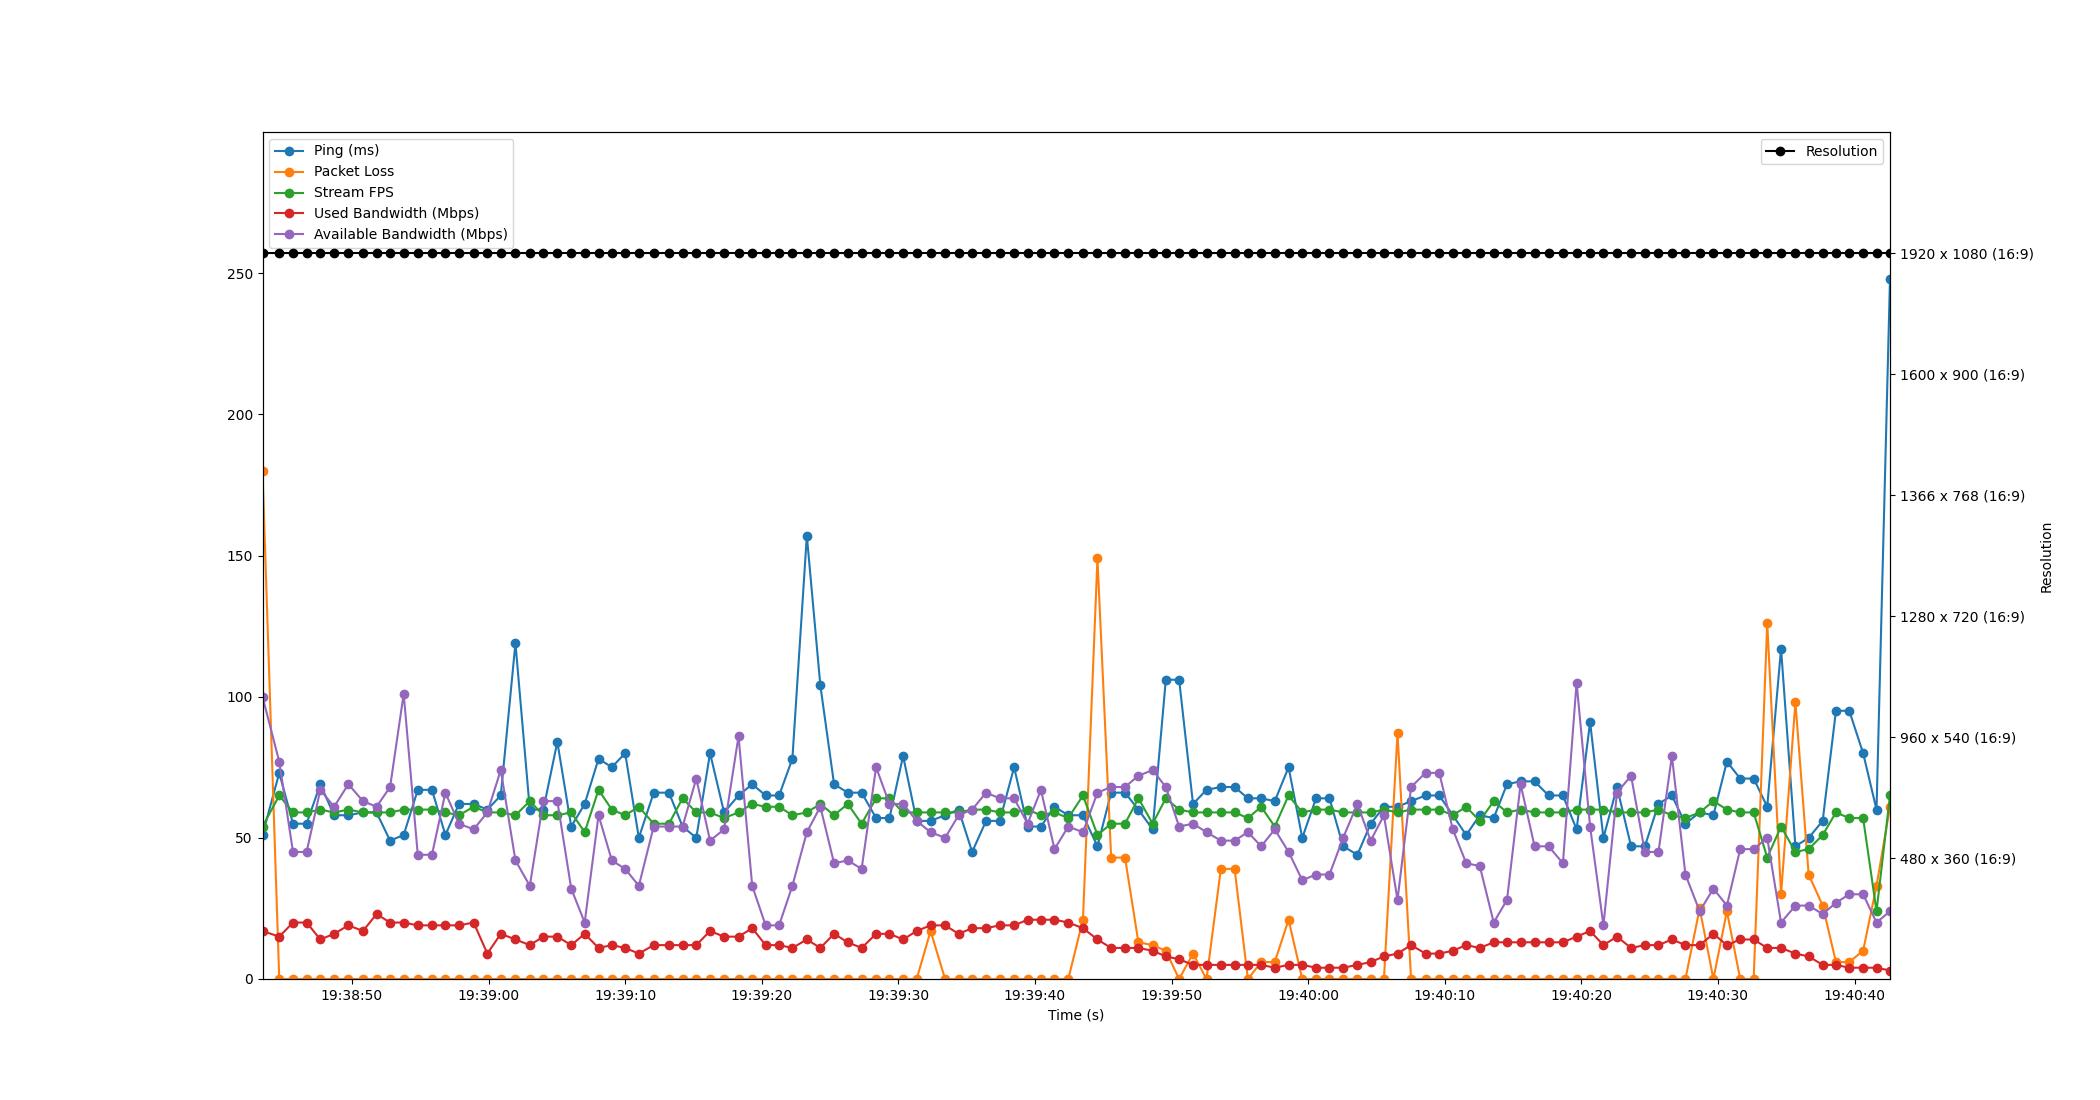 Ping (ms)
Packet Loss
Stream FPS
Used Bandwidth (Mbps)
Available Bandwidth (Mbps)
Resolution
250
200
150
100
50
0
1920 x 1080 (16:9)
1600 x 900 (16:9)
1366 x 768 (16:9)
1280 x 720 (16:9)
960 x 540 (16:9)
480 x 360 (16:9)
Resolution
19:38:50 19:39:00 19:39:10 19:39:20 19:39:30 19:39:40 19:39:50 19:40:00 19:40:10 19:40:20 19:40:30 19:40:40
Time (s)